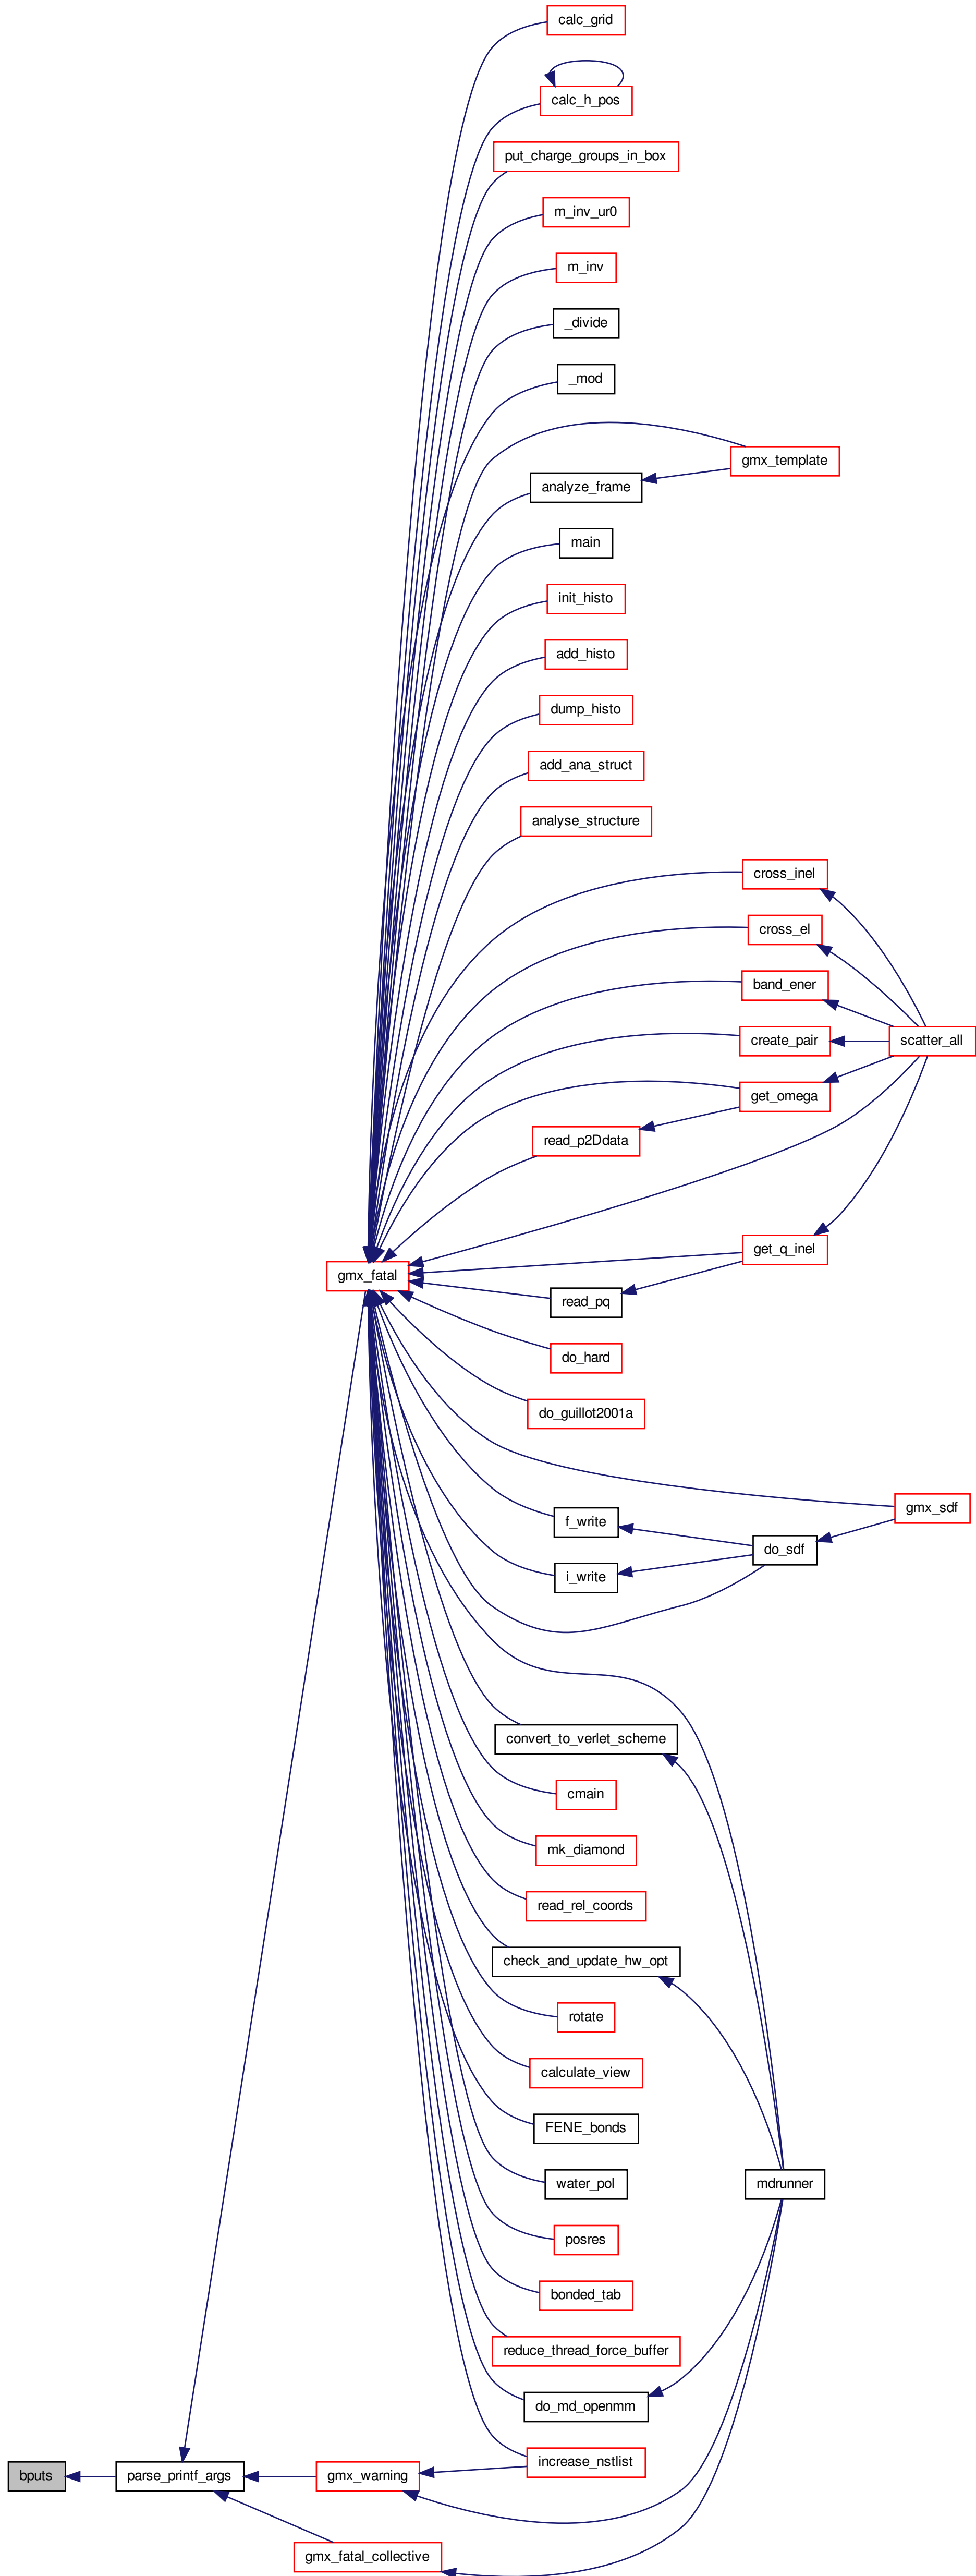 calc_grid
calc_h_pos
put_charge_groups_in_box
m_inv_ur0
m_inv
_divide
_mod
gmx_template
analyze_frame
main
init_histo
add_histo
dump_histo
add_ana_struct
analyse_structure
cross_inel
cross_el
band_ener
create_pair
scatter_all
get_omega
read_p2Ddata
get_q_inel
gmx_fatal
read_pq
do_hard
do_guillot2001a
gmx_sdf
f_write
do_sdf
i_write
convert_to_verlet_scheme
cmain
mk_diamond
read_rel_coords
check_and_update_hw_opt
rotate
calculate_view
FENE_bonds
water_pol
mdrunner
posres
bonded_tab
reduce_thread_force_buffer
do_md_openmm
increase_nstlist
bputs
parse_printf_args
gmx_warning
gmx_fatal_collective